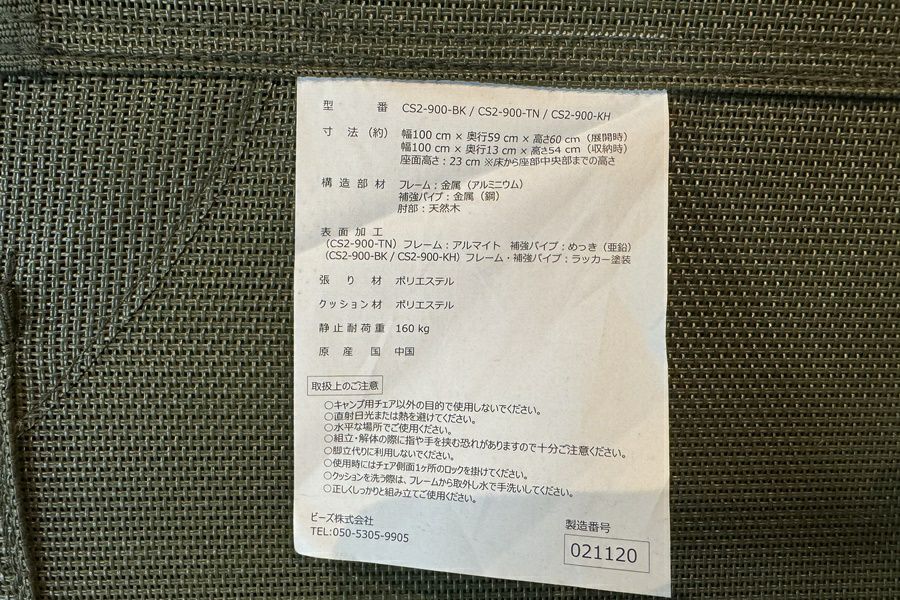 型番 CS2-900-BK / CS2-900-TN / CS2-900-KH
寸法(約) 幅100 cm × 奥行59 cm × 高さ60 cm(展開時)
幅100 cm × 奥行13 cm × 高さ54 cm(収納時)
座面高さ:23 cm ※床から座部中央部までの高さ
構造部材 フレーム:金属(アルミニウム)
補強パイプ:金属(鋼)
肘部:天然木
表面加工
(CS2-900-TN)フレーム:アルマイト 補強パイプ:めっき(亜鉛)
(CS2-900-BK / CS2-900-KH)フレーム・補強パイプ:ラッカー塗装
張り材 ポリエステル
クッション材 ポリエステル
静止耐荷重 160 kg
原産国 中国
取扱上のご注意
○キャンプ用チェア以外の目的で使用しないでください。
○直射日光または熱を避けてください。
○水平な場所でご使用ください。
○組立・解体の際に指や手を挟む恐れがありますので十分ご注意ください。
○脚立代りに利用しないでください。
○使用時にはチェア側面1ヶ所のロックを掛けてください。
○クッションを洗う際は、フレームから取外し水で手洗いしてください。
○正しくしっかりと組み立てご使用ください。
ビーズ株式会社
TEL:050-5305-9905
製造番号
021120